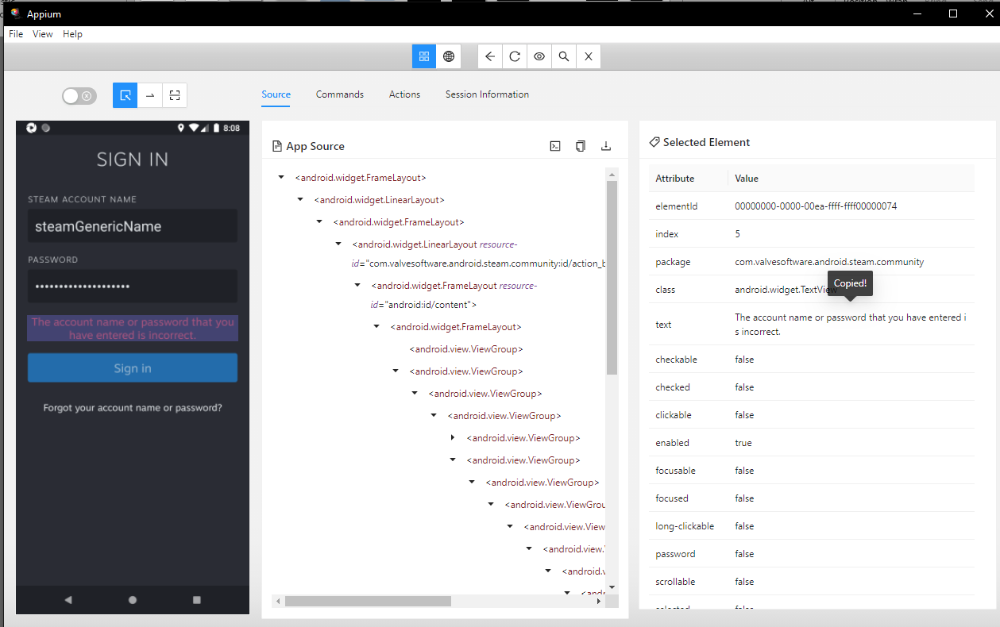 Appium
File View Help
Source Commands Actions Session Information
8:08
SIGN IN
STEAM ACCOUNT NAME
steamGenericName
PASSWORD
••••••••••••••••••••
The account name or password that you
have entered is incorrect.
Sign in
Forgot your account name or password?
App Source
<android.widget.FrameLayout>
<android.widget.LinearLayout>
<android.widget.FrameLayout>
<android.widget.LinearLayout resource-
id="com.valvesoftware.android.steam.community:id/action_b
<android.widget.FrameLayout resource-
id="android:id/content">
<android.widget.FrameLayout>
<android.view.ViewGroup>
<android.view.ViewGroup>
<android.view.ViewGroup>
<android.view.ViewGroup>
<android.view.ViewGroup>
<android.view.ViewGroup>
<android.view.ViewGroup>
<android.view.ViewGrou
<android.view.View
<android.view.
<android.v
<andr
Selected Element
Attribute Value
elementId 00000000-0000-00ea-ffff-ffff00000074
index 5
package com.valvesoftware.android.steam.community
Copied!
class android.widget.TextView
text The account name or password that you have entered i
s incorrect.
checkable false
checked false
clickable false
enabled true
focusable false
focused false
long-clickable false
password false
scrollable false
selected false